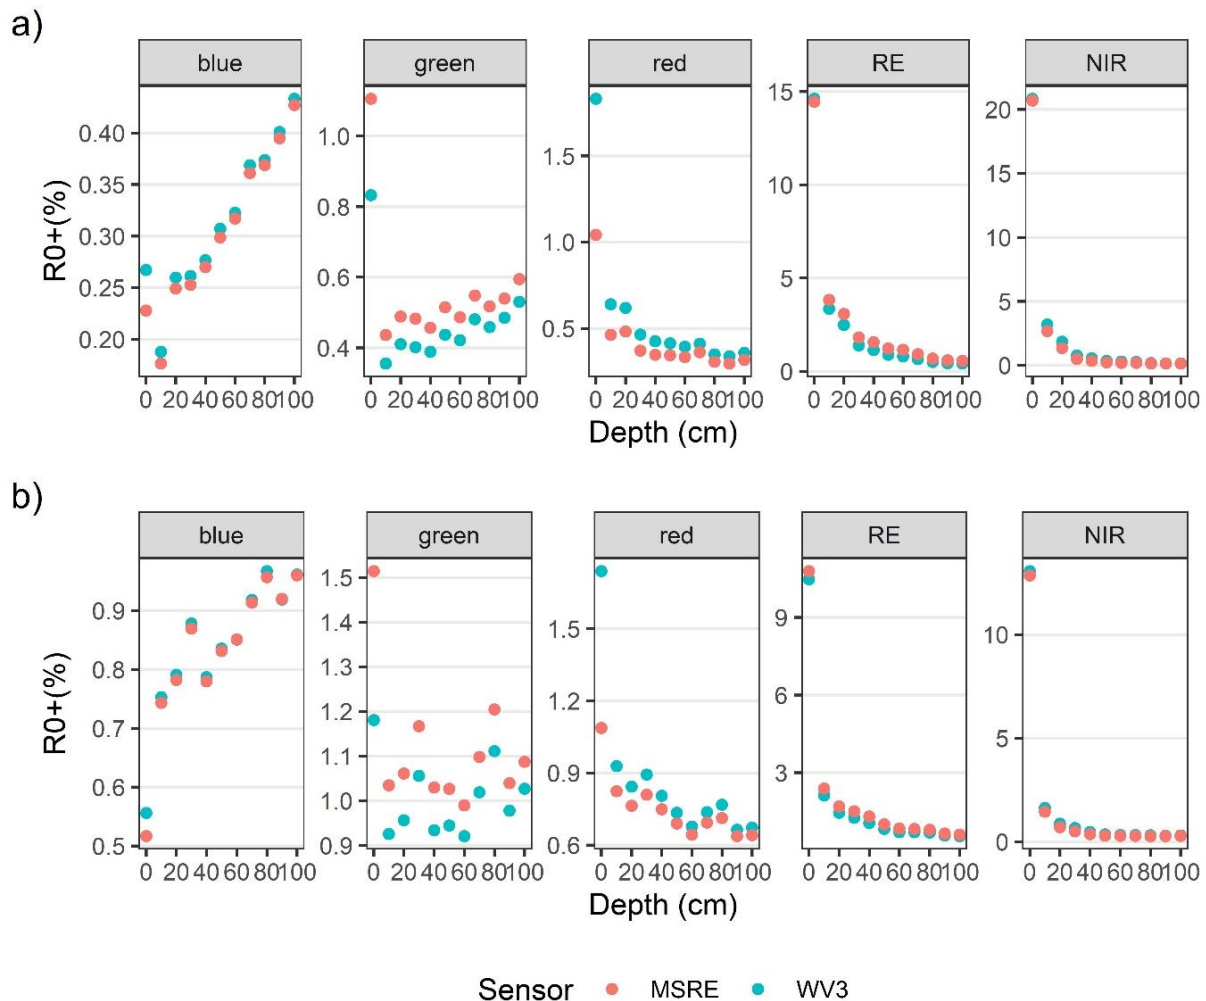 a)
blue green red RE NIR
0.40 0.35 0.30 0.25 0.20
1.0 0.8 0.6 0.4
1.5 1.0 0.5
15 10 5 0
20 15 10 5 0
R0+(%)
0 20 40 60 80 100 0 20 40 60 80 100 0 20 40 60 80 100 0 20 40 60 80 100 0 20 40 60 80 100
Depth (cm)
b)
blue green red RE NIR
0.9 0.8 0.7 0.6 0.5
1.5 1.4 1.3 1.2 1.1 1.0 0.9
1.5 1.2 0.9 0.6
9 6 3
10 5 0
R0+(%)
0 20 40 60 80 100 0 20 40 60 80 100 0 20 40 60 80 100 0 20 40 60 80 100 0 20 40 60 80 100
Depth (cm)
Sensor MSRE WV3